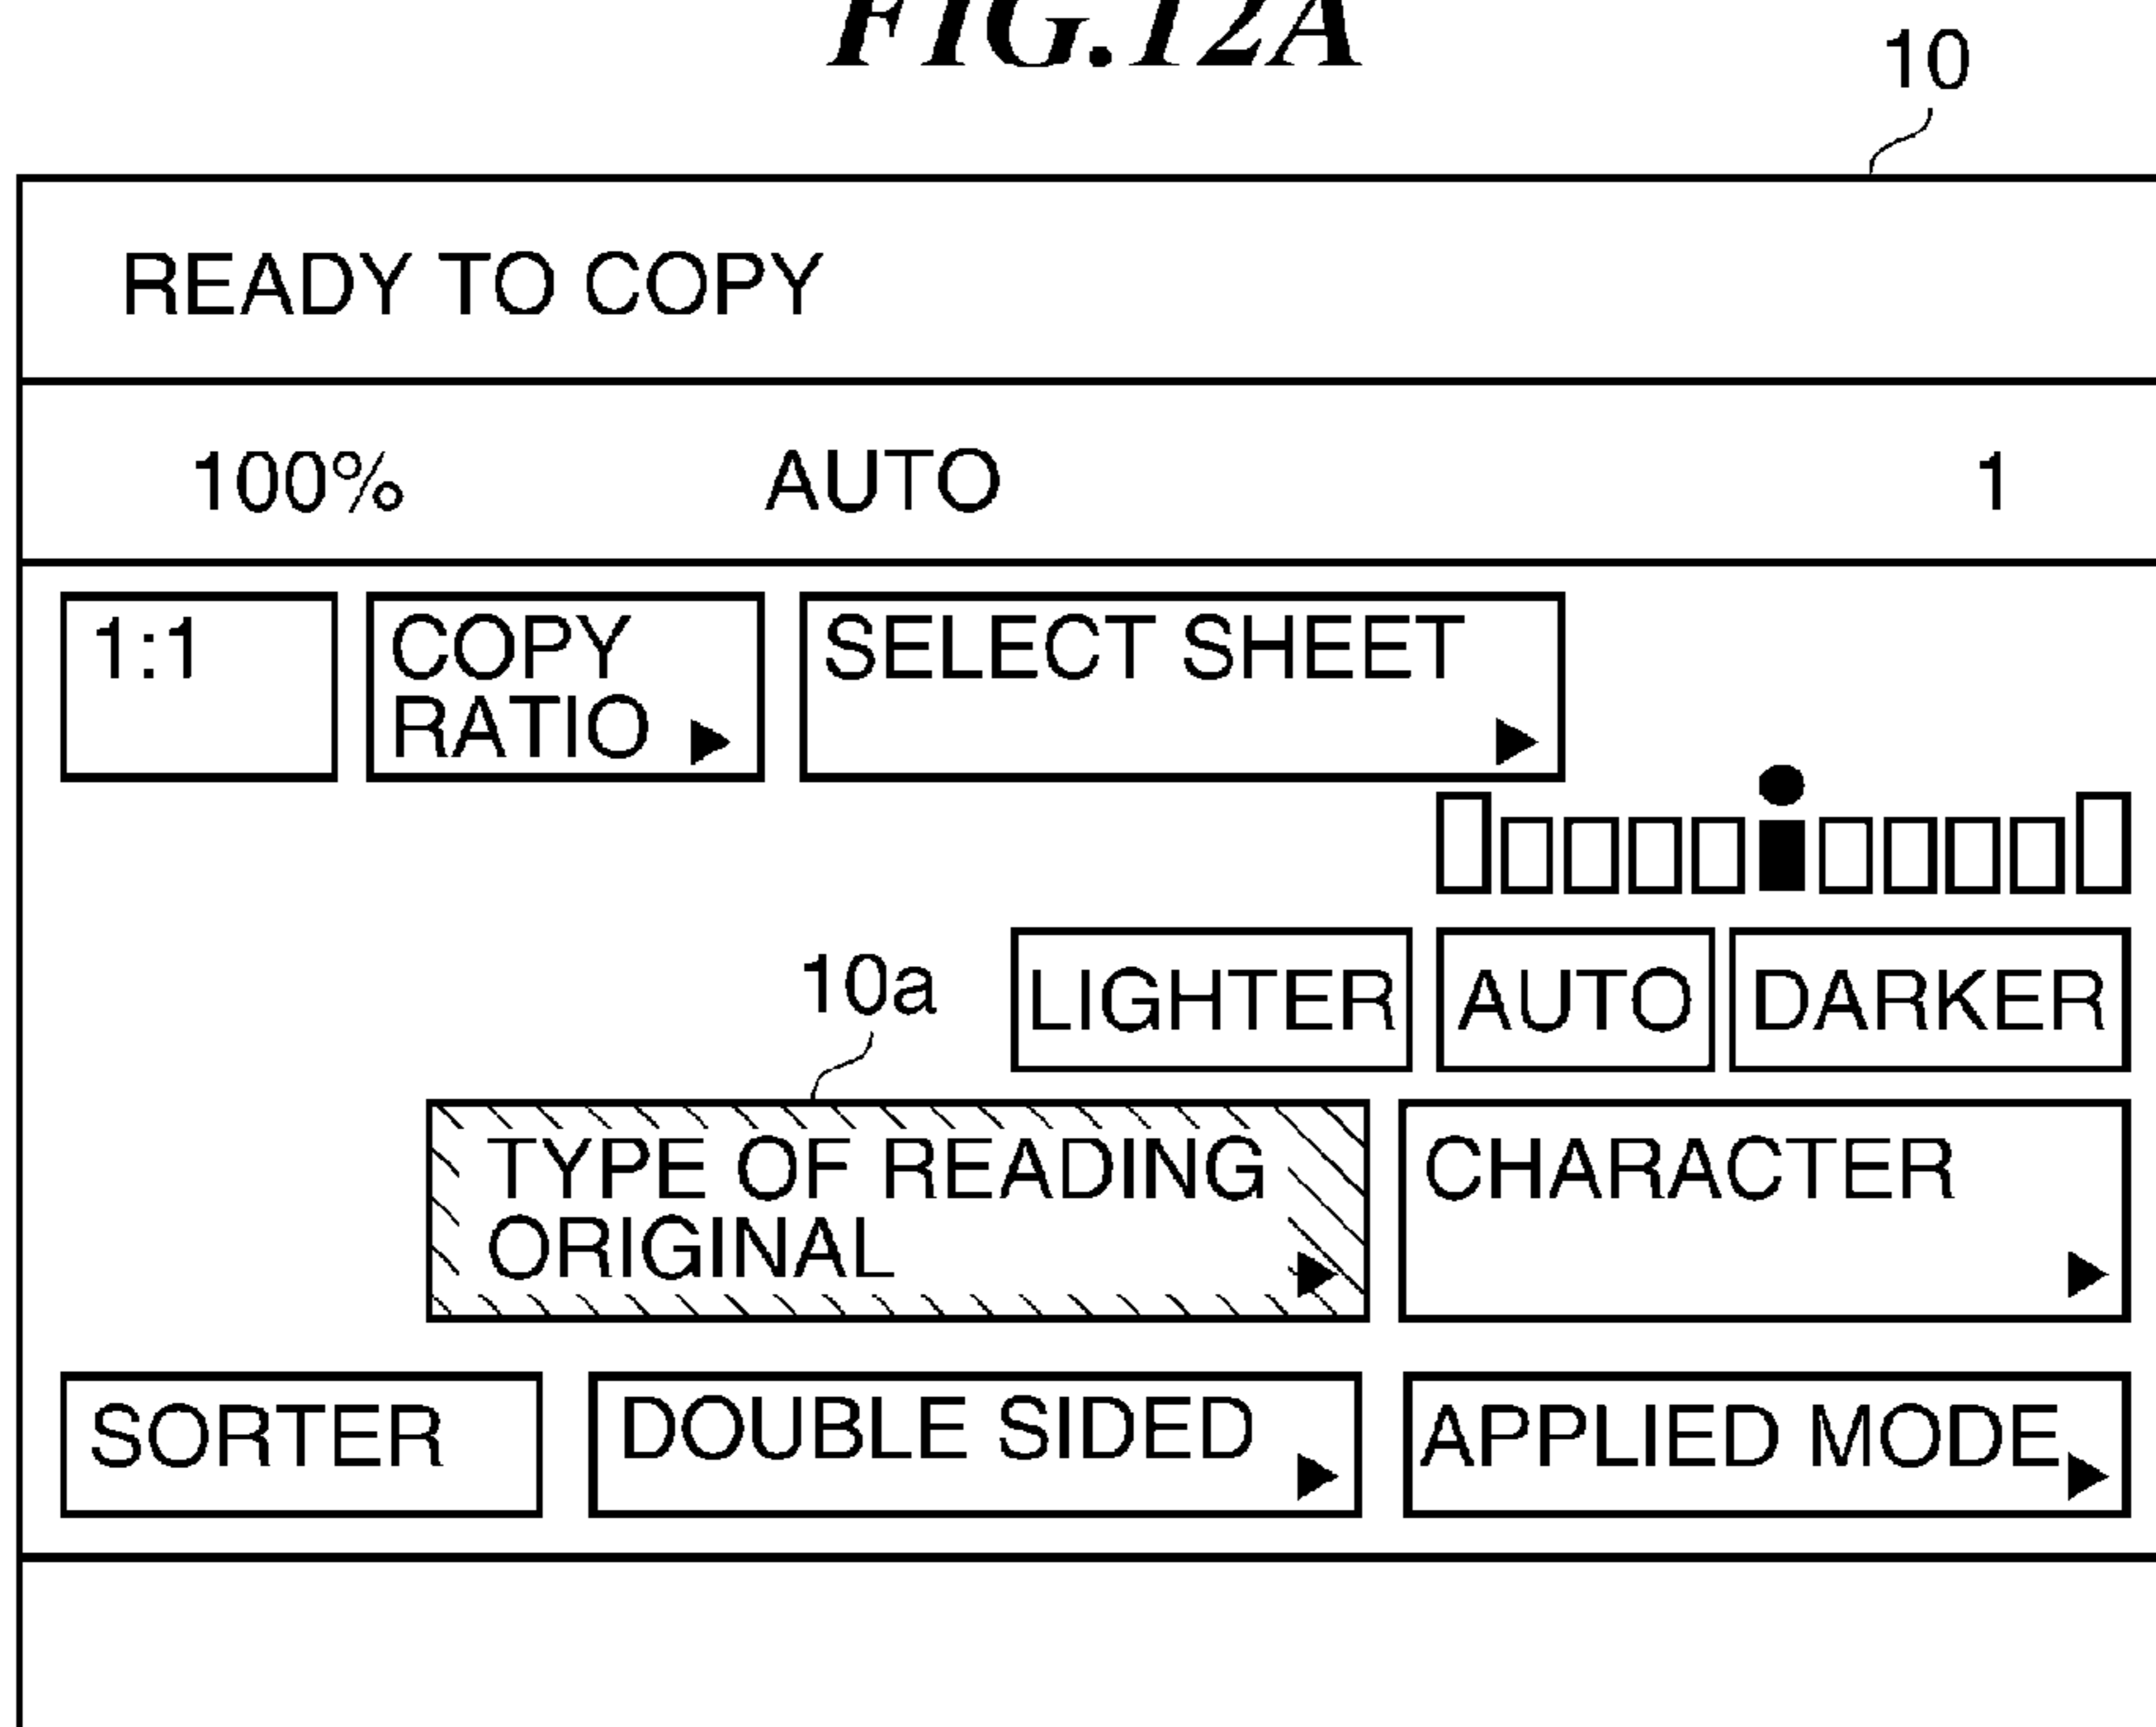 FIG.12A
10
READY TO COPY
100% AUTO 1
1:1
COPY
RATIO
SELECT SHEET
10a
LIGHTER
AUTO
DARKER
TYPE OF READING
ORIGINAL
CHARACTER
SORTER
DOUBLE SIDED
APPLIED MODE